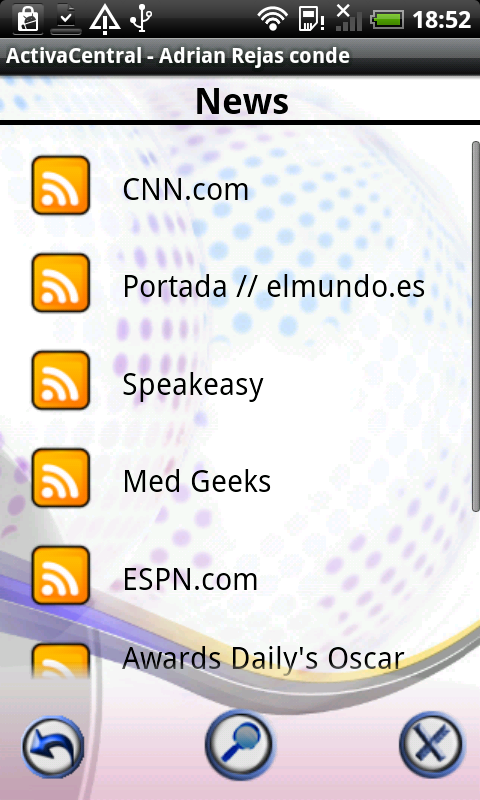 18:52
ActivaCentral - Adrian Rejas conde
News
CNN.com
Portada // elmundo.es
Speakeasy
Med Geeks
ESPN.com
Awards Daily's Oscar